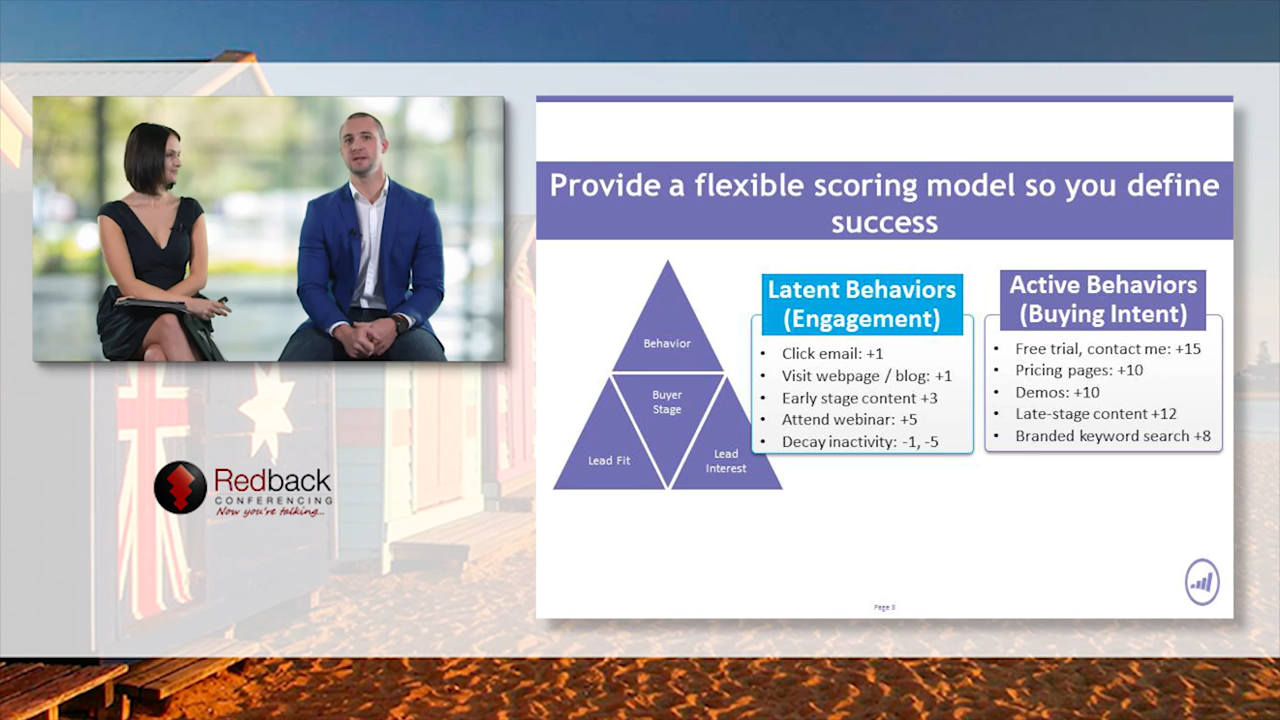 Provide a flexible scoring model so you define
success
Behavior
Buyer
Stage
Lead Fit
Lead
Interest
Latent Behaviors
(Engagement)
• Click email: +1
• Visit webpage / blog: +1
• Early stage content +3
• Attend webinar: +5
• Decay inactivity: -1, -5
Active Behaviors
(Buying Intent)
• Free trial, contact me: +15
• Pricing pages: +10
• Demos: +10
• Late-stage content +12
• Branded keyword search +8
Redback
CONFERENCING
Now you're talking...
Page 8